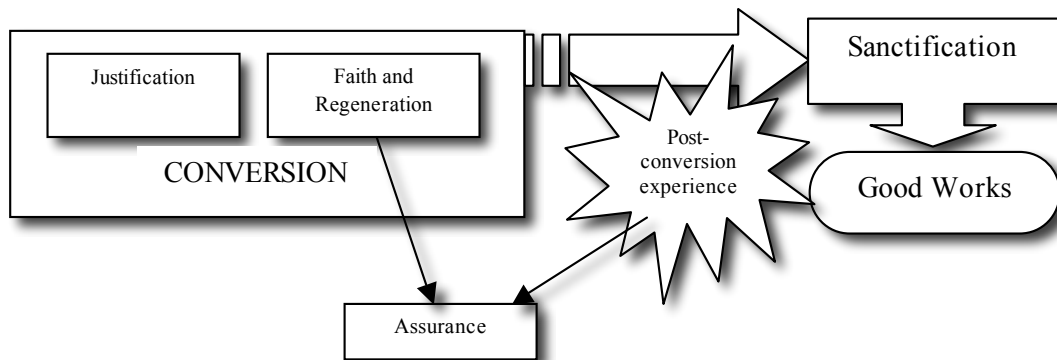 Justification
Faith and
Regeneration
CONVERSION
Post-
conversion
experience
Sanctification
Good Works
Assurance